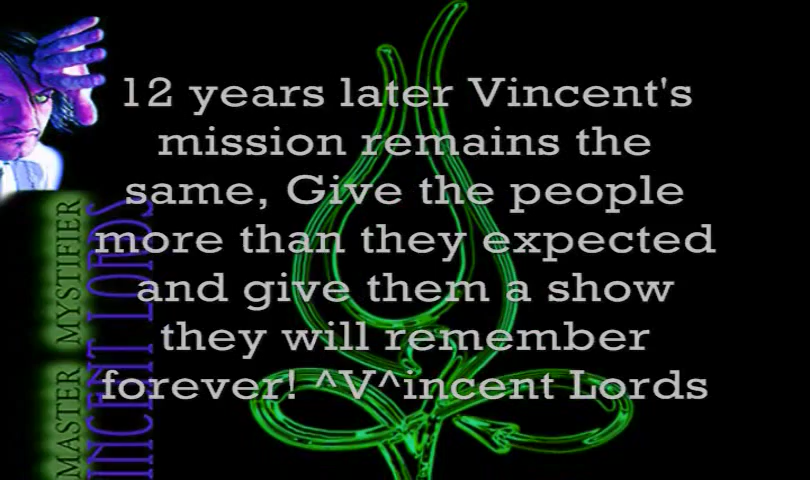 12 years later Vincent's
mission remains the
same, Give the people
more than they expected
and give them a show
they will remember
forever! ^V^incent Lords
MASTER MYSTIFIER
INCENT LORDS